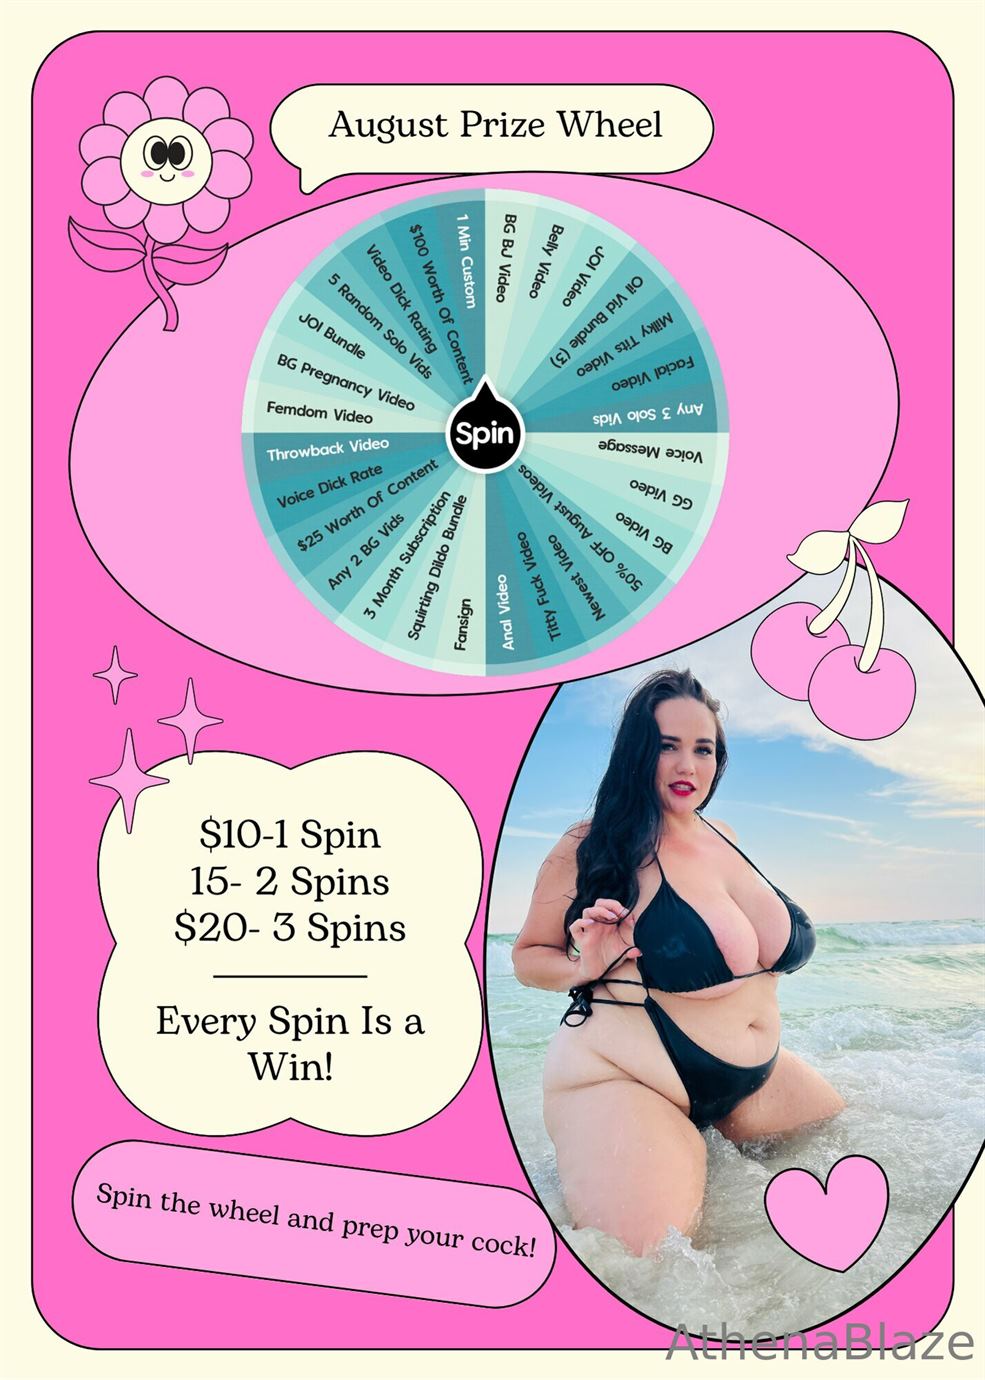 August Prize Wheel
1 Min Custom
BG BJ Video
Belly Video
JOI Video
Oil Vid Bundle (3)
Milky Tits Video
Facial Video
Any 3 Solo Vids
Voice Message
GG Video
BG Video
50% OFF August Videos
Newest Video
Titty Fuck Video
Anal Video
Fansign
Squirting Dildo Bundle
3 Month Subscription
Any 2 BG Vids
$25 Worth Of Content
Voice Dick Rate
Throwback Video
Femdom Video
BG Pregnancy Video
JOI Bundle
5 Random Solo Vids
Video Dick Rating
$100 Worth Of Content
Spin
$10-1 Spin
15- 2 Spins
$20- 3 Spins
Every Spin Is a
Win!
Spin the wheel and prep your cock!
AthenaBlaze